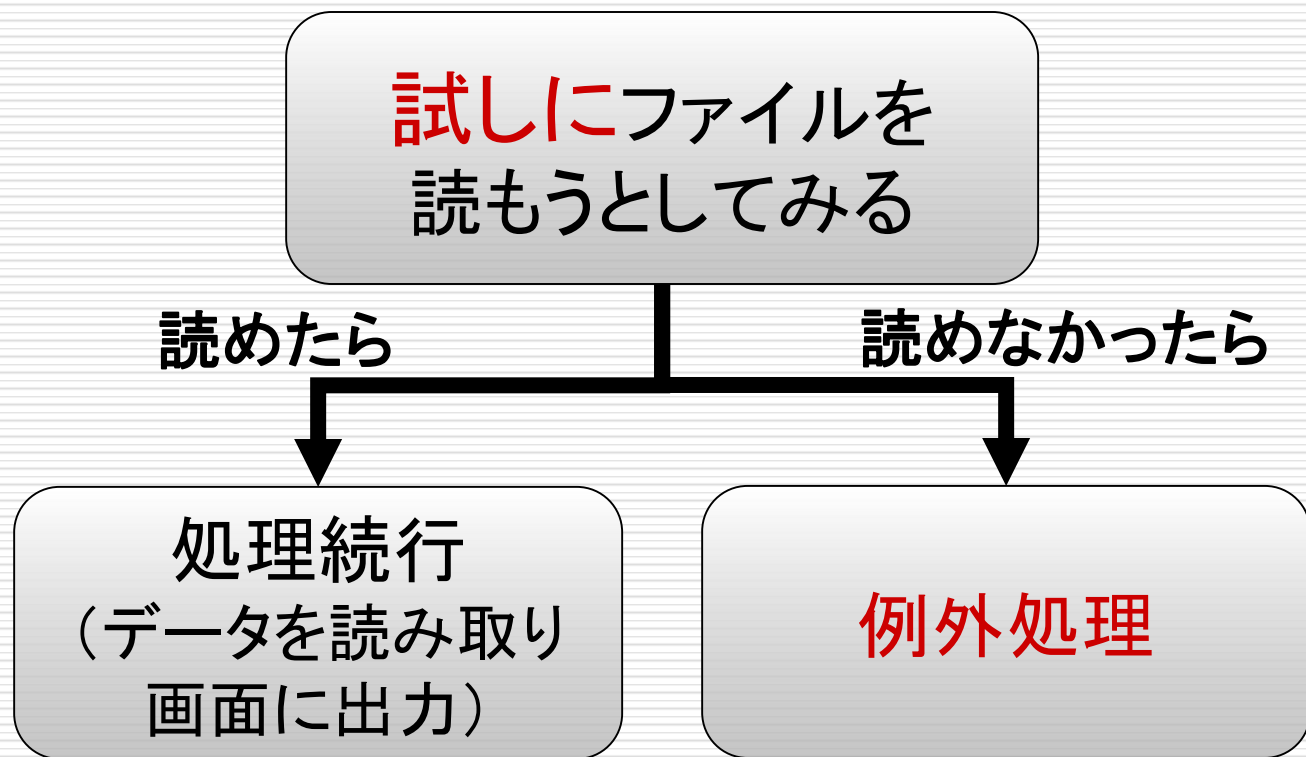 試しにファイルを
読もうとしてみる
読めたら
読めなかったら
処理続行
（データを読み取り
画面に出力）
例外処理